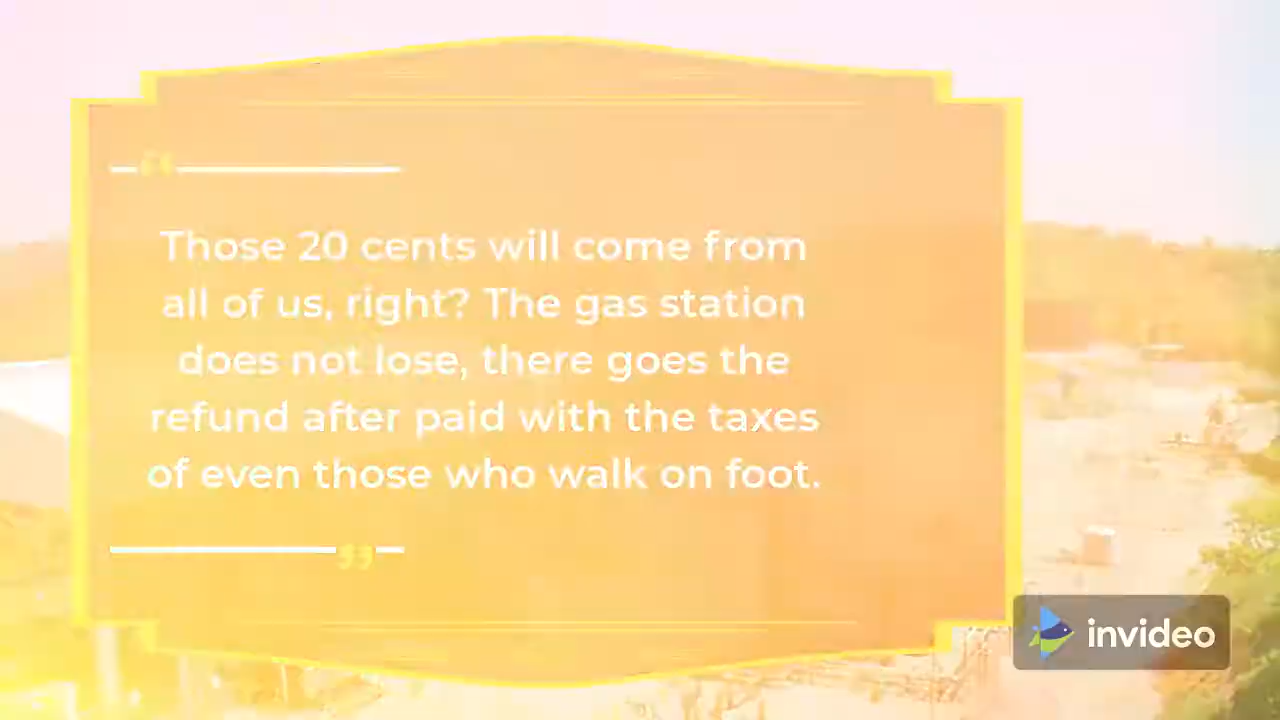 Those 20 cents will come from
all of us, right? The gas station
does not lose, there goes the
refund after paid with the taxes
of even those who walk on foot.
invideo